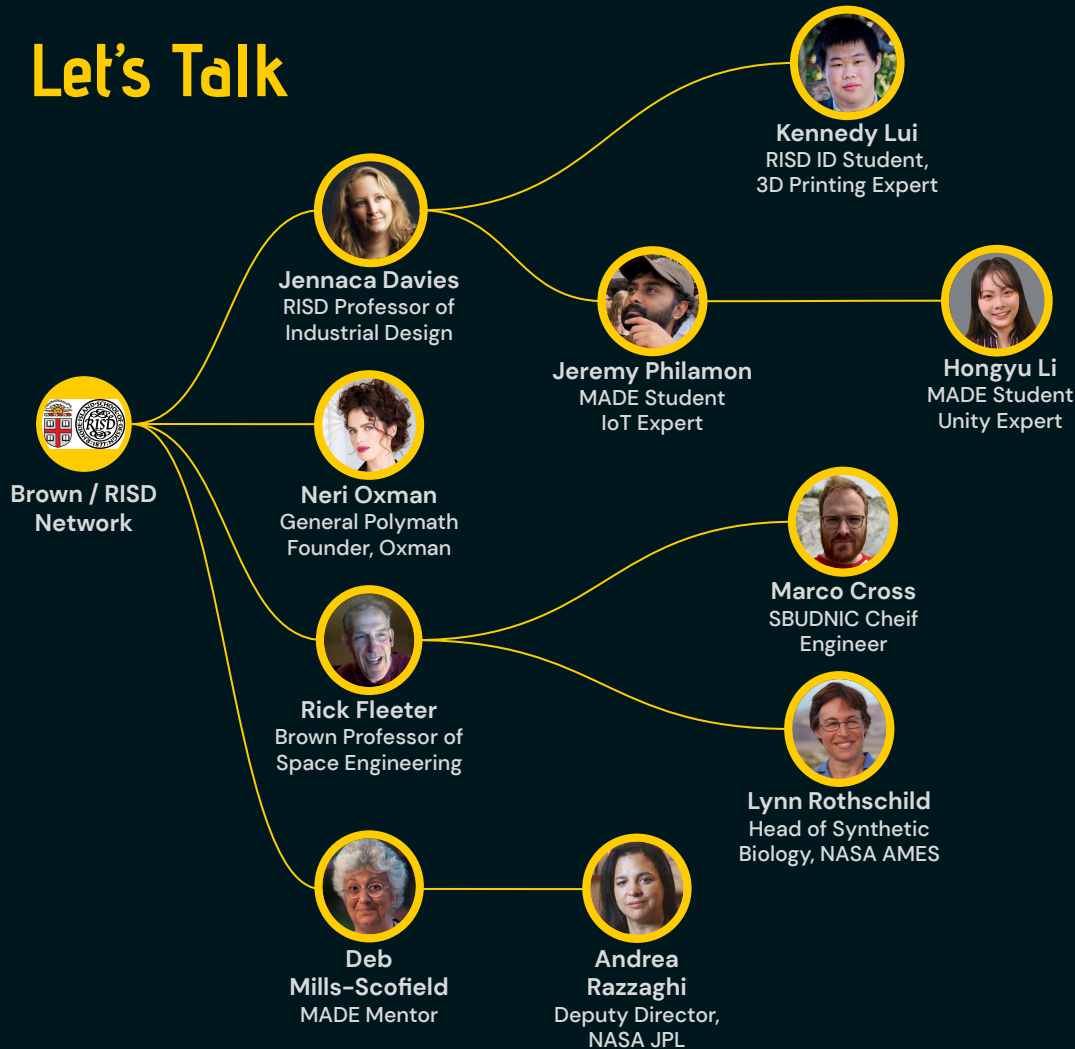 Let's Talk
Kennedy Lui
RISD ID Student,
3D Printing Expert
Jennaca Davies
RISD Professor of
Industrial Design
Jeremy Philamon
MADE Student
IoT Expert
Hongyu Li
MADE Student
Unity Expert
RISD
Brown / RISD
Network
Neri Oxman
General Polymath
Founder, Oxman
Marco Cross
SBUDNIC Cheif
Engineer
Rick Fleeter
Brown Professor of
Space Engineering
Lynn Rothschild
Head of Synthetic
Biology, NASA AMES
Deb
Mills-Scofield
MADE Mentor
Andrea
Razzaghi
Deputy Director,
NASA JPL